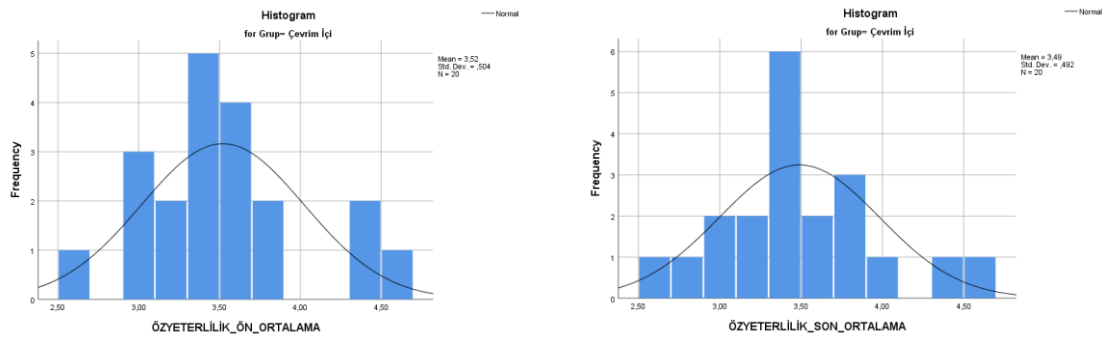 Histogram
Normal
for Grup= Çevrim İçi
Mean = 3,52
Std. Dev. = ,504
N = 20
5
4
3
2
1
0
Frequency
2,50 3,00 3,50 4,00 4,50
ÖZYETERLİLİK_ÖN_ORTALAMA
Histogram
Normal
for Grup= Çevrim İçi
Mean = 3,49
Std. Dev. = ,492
N = 20
6
5
4
3
2
1
0
Frequency
2,50 3,00 3,50 4,00 4,50
ÖZYETERLİLİK_SON_ORTALAMA